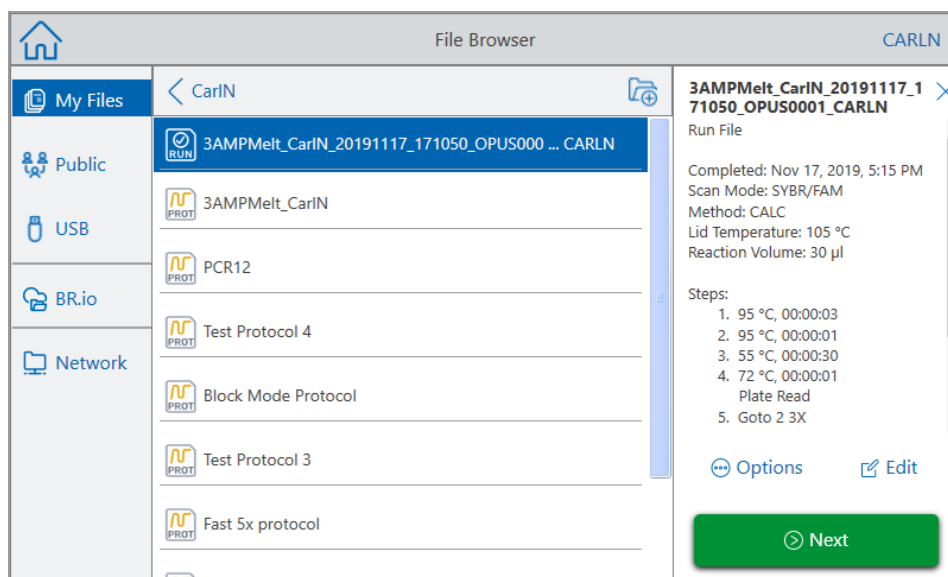 File Browser
CARLN
My Files
Public
USB
BR.io
Network
CarIN
RUN
3AMPMelt_CarIN_20191117_171050_OPUS000 ... CARLN
PROT
3AMPMelt_CarIN
PROT
PCR12
PROT
Test Protocol 4
PROT
Block Mode Protocol
PROT
Test Protocol 3
PROT
Fast 5x protocol
3AMPMelt_CarIN_20191117_1
71050_OPUS0001_CARLN
Run File
Completed: Nov 17, 2019, 5:15 PM
Scan Mode: SYBR/FAM
Method: CALC
Lid Temperature: 105 °C
Reaction Volume: 30 µl
Steps:
1. 95 °C, 00:00:03
2. 95 °C, 00:00:01
3. 55 °C, 00:00:30
4. 72 °C, 00:00:01
Plate Read
5. Goto 2 3X
Options
Edit
Next